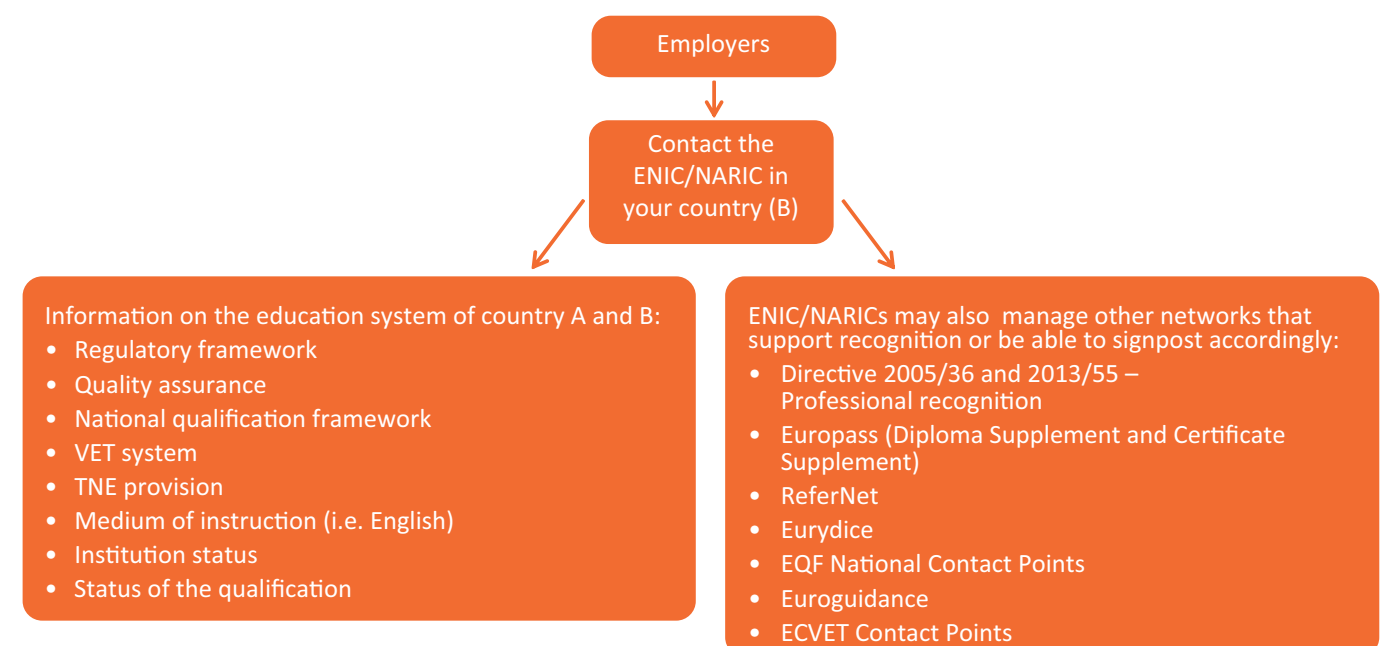 Employers
Contact the
ENIC/NARIC in
your country (B)
Information on the education system of country A and B:
• Regulatory framework
• Quality assurance
• National qualification framework
• VET system
• TNE provision
• Medium of instruction (i.e. English)
• Institution status
• Status of the qualification
ENIC/NARICs may also manage other networks that
support recognition or be able to signpost accordingly:
• Directive 2005/36 and 2013/55 –
Professional recognition
• Europass (Diploma Supplement and Certificate
Supplement)
• ReferNet
• Eurydice
• EQF National Contact Points
• Euroguidance
• ECVET Contact Points